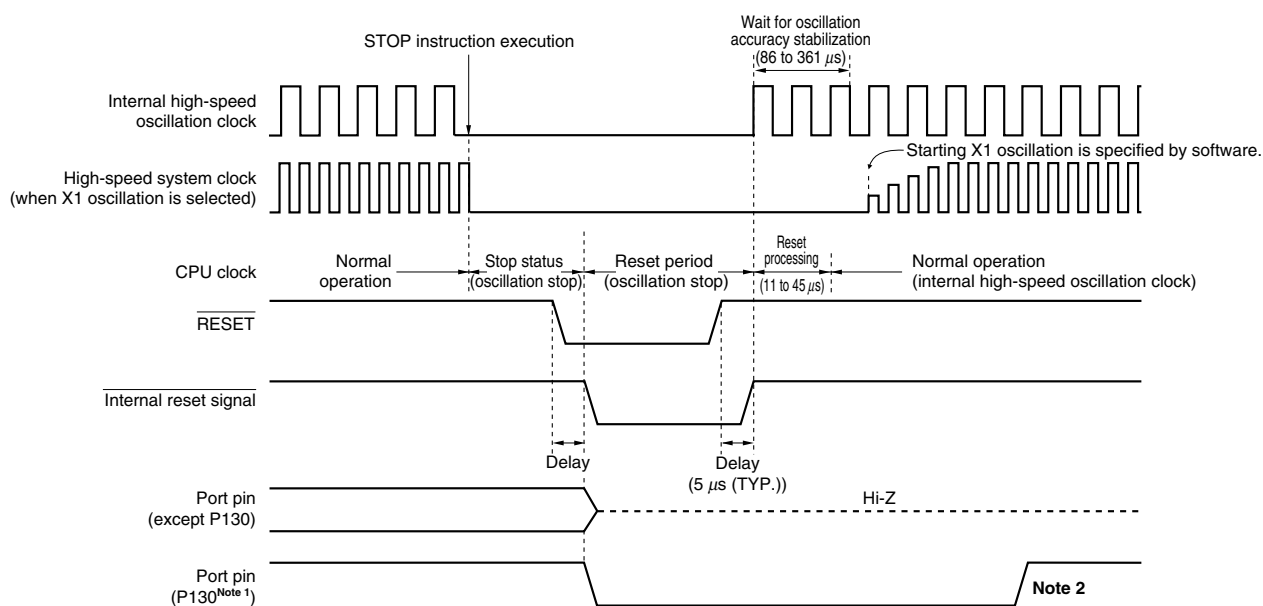 Wait for oscillation
accuracy stabilization
(86 to 361 μs)
STOP instruction execution
Internal high-speed
oscillation clock
Starting X1 oscillation is specified by software.
High-speed system clock
(when X1 oscillation is selected)
CPU clock
Normal
operation
Stop status
(oscillation stop)
Reset period
(oscillation stop)
Reset
processing
(11 to 45 μs)
Normal operation
(internal high-speed oscillation clock)
RESET
Internal reset signal
Delay
Delay
(5 μs (TYP.))
Port pin
(except P130)
Hi-Z
Port pin
(P130Note 1)
Note 2